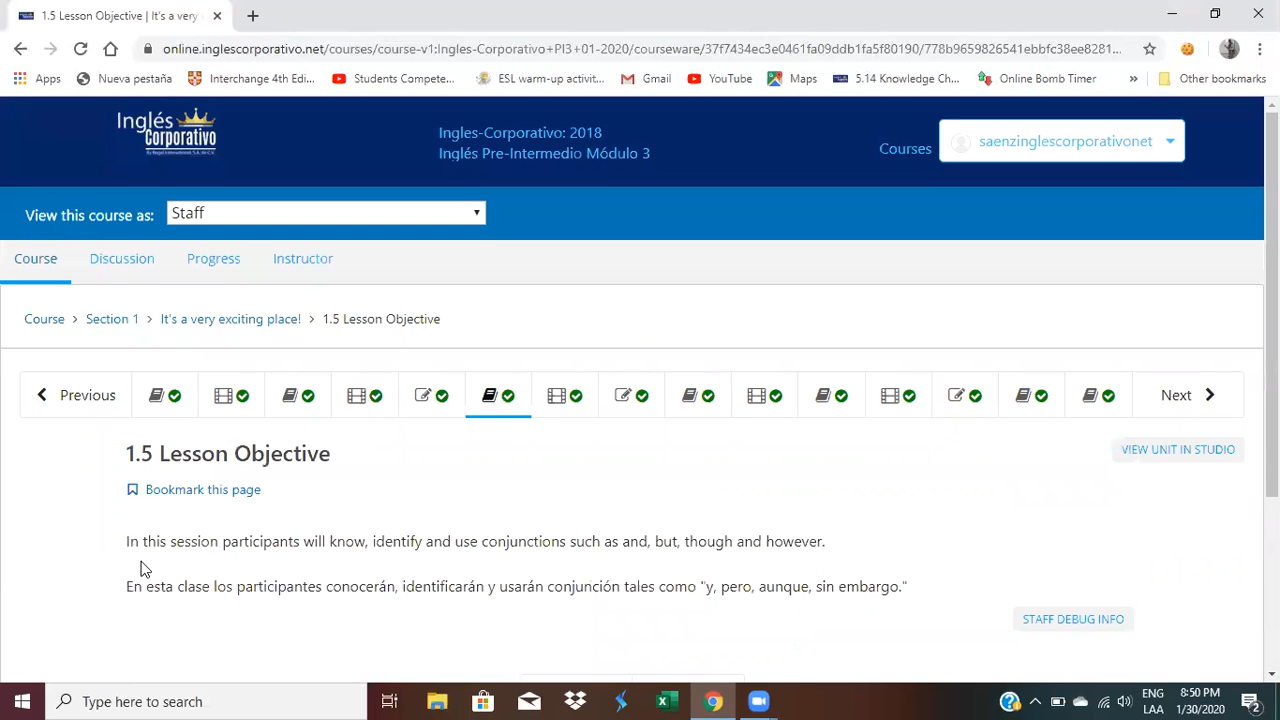 1.5 Lesson Objective | It's a very
online.inglescorporativo.net/courses/course-v1:Ingles-Corporativo+PI3+01-2020/courseware/37f7434ec3e0461fa09ddb1fa5f80190/778b9659826541ebbfc38ee8281...
Apps Nueva pestaña Interchange 4th Edi... Students Compete... ESL warm-up activit... Gmail YouTube Maps 5.14 Knowledge Ch... Online Bomb Timer » Other bookmarks
Inglés
Corporativo
Ingles-Corporativo: 2018
Inglés Pre-Intermedio Módulo 3
Courses
saenzinglescorporativonet
View this course as: Staff
Course Discussion Progress Instructor
Course > Section 1 > It's a very exciting place! > 1.5 Lesson Objective
Previous Next
1.5 Lesson Objective
VIEW UNIT IN STUDIO
Bookmark this page
In this session participants will know, identify and use conjunctions such as and, but, though and however.
En esta clase los participantes conocerán, identificarán y usarán conjunción tales como "y, pero, aunque, sin embargo."
STAFF DEBUG INFO
Type here to search
ENG 8:50 PM
LAA 1/30/2020
2